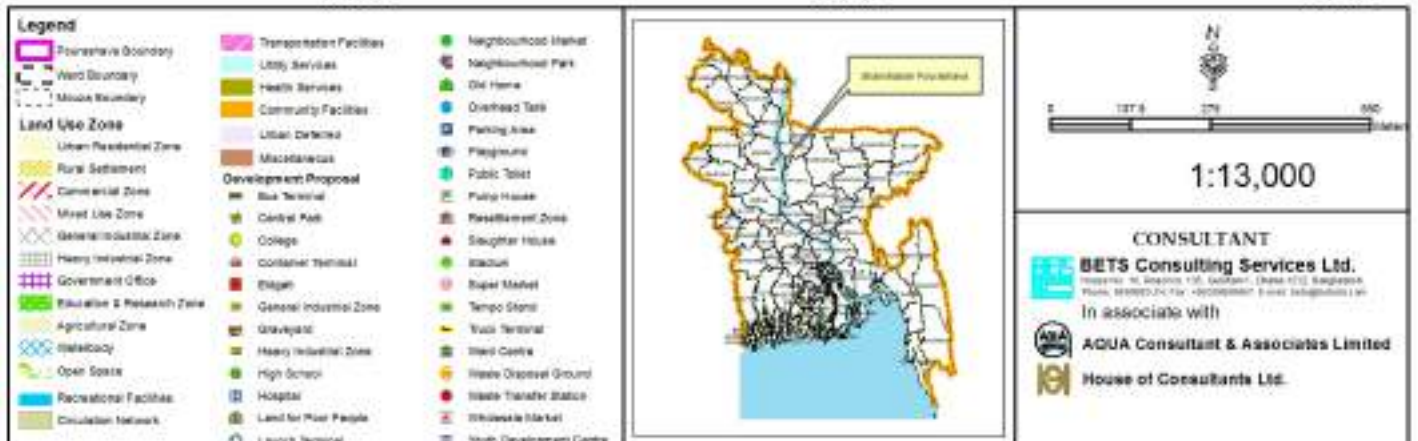 Legend
Pourashava Boundary
Ward Boundary
Mouza Boundary
Land Use Zone
Urban Residential Zone
Rural Settlement
Commercial Zone
Mixed Use Zone
General Industrial Zone
Heavy Industrial Zone
Government Office
Education & Research Zone
Agricultural Zone
Waterbody
Open Space
Recreational Facilities
Circulation Network
Transportation Facilities
Utility Services
Health Services
Community Facilities
Urban Deferred
Miscellaneous
Development Proposal
Bus Terminal
Central Park
College
Container Terminal
Eidgah
General Industrial Zone
Graveyard
Heavy Industrial Zone
High School
Hospital
Land for Poor People
Launch Terminal
Neighbourhood Market
Neighbourhood Park
Old Home
Overhead Tank
Parking Area
Playground
Public Toilet
Pump House
Resettlement Zone
Slaughter House
Stadium
Super Market
Tempo Stand
Truck Terminal
Ward Centre
Waste Disposal Ground
Waste Transfer Station
Wholesale Market
Youth Development Centre
Pourashava
N
0 137.5 275 550
Meters
1:13,000
CONSULTANT
BETS Consulting Services Ltd.
In associate with
AQUA Consultant & Associates Limited
House of Consultants Ltd.